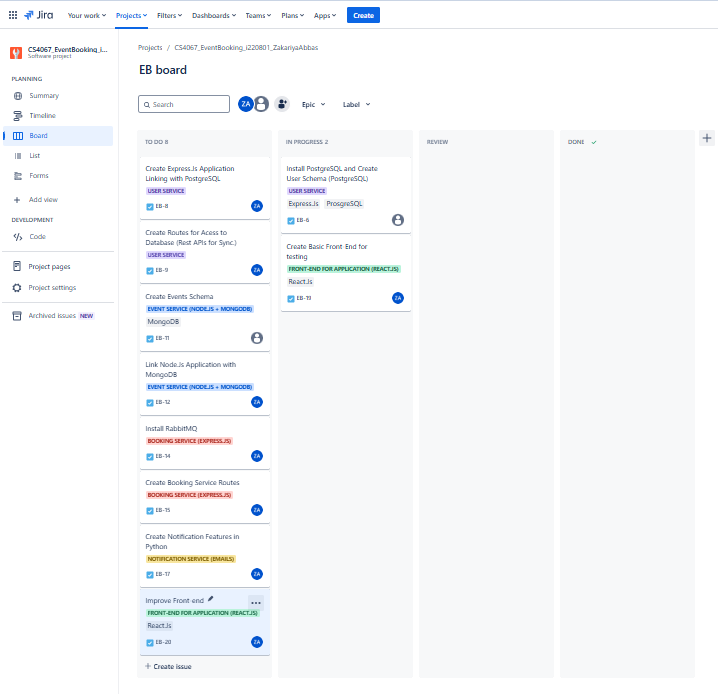 Jira Your work Projects Filters Dashboards Teams Plans Apps Create
CS4067_EventBooking_i...
Software project
PLANNING
Summary
Timeline
Board
List
Forms
Add view
DEVELOPMENT
Code
Project pages
Project settings
Archived issues NEW
Projects / CS4067_EventBooking_i220801_ZakariyaAbbas
EB board
Search ZA Epic Label
TO DO 8
Create Express.Js Application
Linking with PostgreSQL
USER SERVICE
EB-8 ZA
Create Routes for Acess to
Database (Rest APIs for Sync.)
USER SERVICE
EB-9 ZA
Create Events Schema
EVENT SERVICE (NODE.JS + MONGODB)
MongoDB
EB-11
Link Node.Js Application with
MongoDB
EVENT SERVICE (NODE.JS + MONGODB)
EB-12 ZA
Install RabbitMQ
BOOKING SERVICE (EXPRESS.JS)
EB-14 ZA
Create Booking Service Routes
BOOKING SERVICE (EXPRESS.JS)
EB-15 ZA
Create Notification Features in
Python
NOTIFICATION SERVICE (EMAILS)
EB-17 ZA
Improve Front-end
FRONT-END FOR APPLICATION (REACT.JS)
React.Js
EB-20 ZA
Create issue
IN PROGRESS 2
Install PostgreSQL and Create
User Schema (PostgreSQL)
USER SERVICE
Express.Js ProsgreSQL
EB-6
Create Basic Front-End for
testing
FRONT-END FOR APPLICATION (REACT.JS)
React.Js
EB-19 ZA
REVIEW
DONE